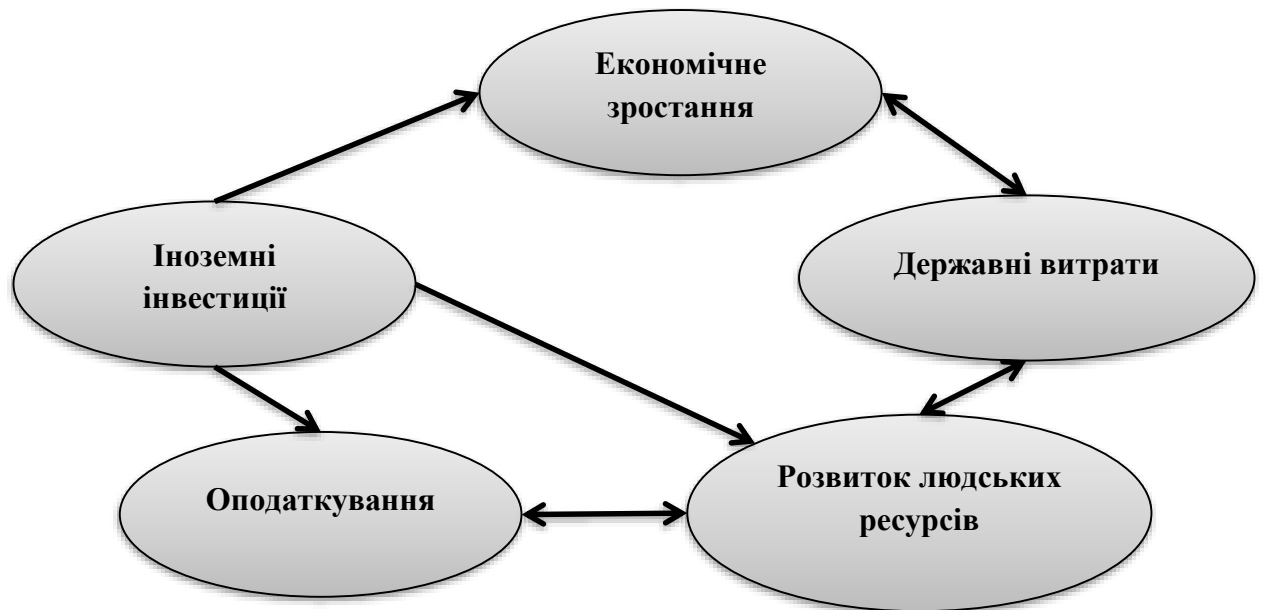 Економічне
зростання
Іноземні
інвестиції
Державні витрати
Оподаткування
Розвиток людських
ресурсів